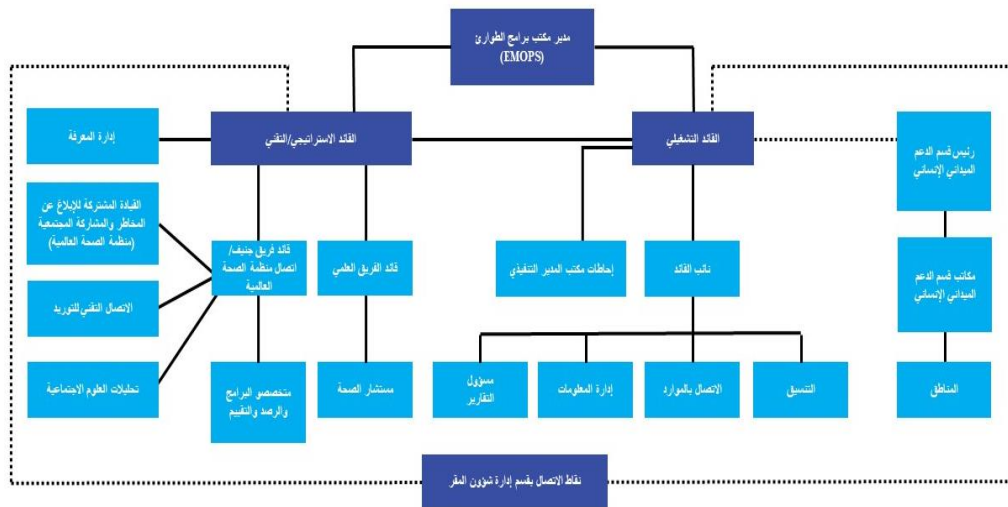 مدير مكتب برامج الطوارئ
(EMOPS)
القائد التشغيلي
القائد الاستراتيجي/التقني
إدارة المعرفة
رئيس قسم الدعم
الميداني الإنساني
القيادة المشتركة للإبلاغ عن
المخاطر والمشاركة المجتمعية
(منظمة الصحة العالمية)
مكاتب قسم الدعم
الميداني الإنساني
نائب القائد
إحاطات مكتب المدير التنفيذي
قائد الفريق العلمي
قائد فريق جنيف/
اتصال منظمة الصحة
العالمية
الاتصال التقني للتوريد
المناطق
التنسيق
الاتصال بالموارد
إدارة المعلومات
مسؤول
التقارير
مستشار الصحة
متخصصو البرامج
والرصد والتقييم
تحليلات العلوم الاجتماعية
نقاط الاتصال بقسم إدارة شؤون المقر